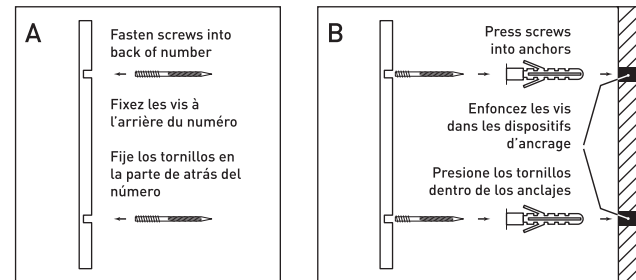 A
Fasten screws into
back of number
Fixez les vis à
l'arrière du numéro
Fije los tornillos en
la parte de atrás del
número
B
Press screws
into anchors
Enfoncez les vis
dans les dispositifs
d'ancrage
Presione los tornillos
dentro de los anclajes